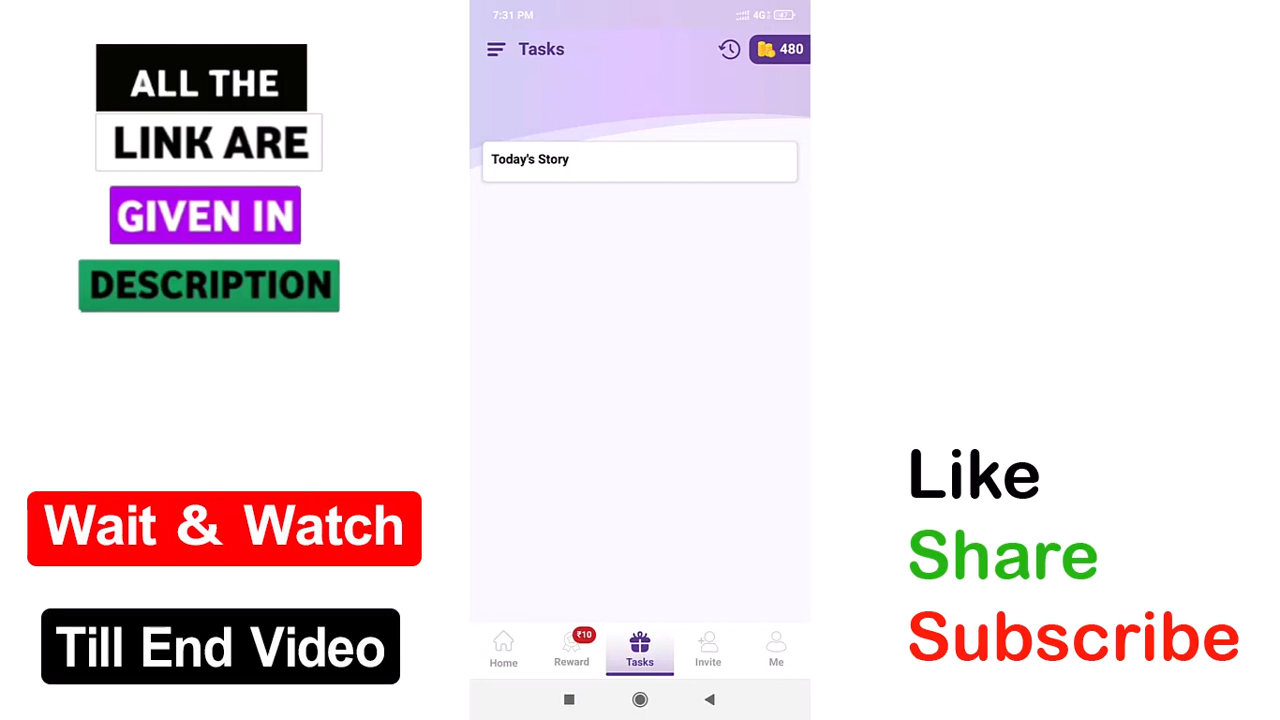 ALL THE
LINK ARE
GIVEN IN
DESCRIPTION
Wait & Watch
Till End Video
7:31 PM
4G
Tasks
480
Today's Story
₹10
Home
Reward
Tasks
Invite
Me
Like
Share
Subscribe